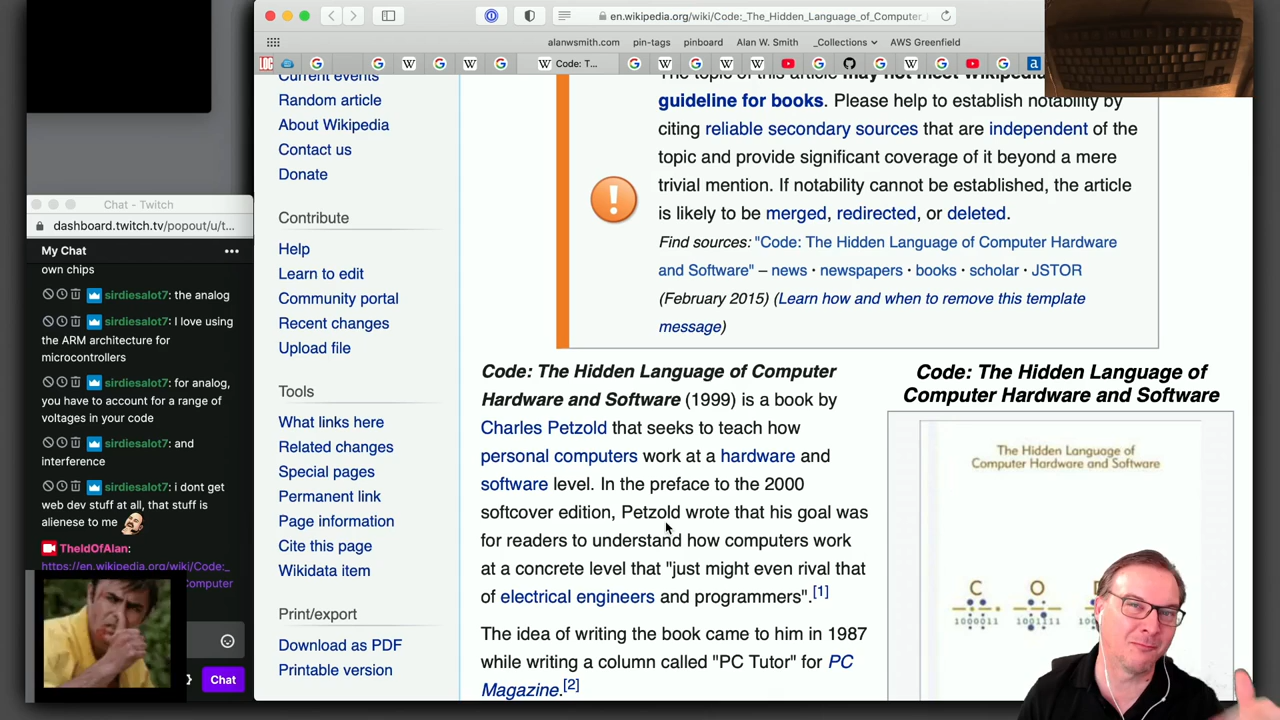 en.wikipedia.org/wiki/Code:_The_Hidden_Language_of_Computer_
alanwsmith.com pin-tags pinboard Alan W. Smith _Collections AWS Greenfield
Code: T...
Current events
Random article
About Wikipedia
Contact us
Donate
Contribute
Help
Learn to edit
Community portal
Recent changes
Upload file
Tools
What links here
Related changes
Special pages
Permanent link
Page information
Cite this page
Wikidata item
Print/export
Download as PDF
Printable version
The topic of this article may not meet Wikipedia
guideline for books. Please help to establish notability by
citing reliable secondary sources that are independent of the
topic and provide significant coverage of it beyond a mere
trivial mention. If notability cannot be established, the article
is likely to be merged, redirected, or deleted.
Find sources: "Code: The Hidden Language of Computer Hardware
and Software" – news · newspapers · books · scholar · JSTOR
(February 2015) (Learn how and when to remove this template
message)
Code: The Hidden Language of Computer
Hardware and Software (1999) is a book by
Charles Petzold that seeks to teach how
personal computers work at a hardware and
software level. In the preface to the 2000
softcover edition, Petzold wrote that his goal was
for readers to understand how computers work
at a concrete level that "just might even rival that
of electrical engineers and programmers".[1]
The idea of writing the book came to him in 1987
while writing a column called "PC Tutor" for PC
Magazine.[2]
Code: The Hidden Language of
Computer Hardware and Software
The Hidden Language of
Computer Hardware and Software
C O D
1000011 1001111
Chat - Twitch
dashboard.twitch.tv/popout/u/t...
My Chat
own chips
sirdiesalot7: the analog
sirdiesalot7: I love using
the ARM architecture for
microcontrollers
sirdiesalot7: for analog,
you have to account for a range
of voltages in your code
sirdiesalot7: and
interference
sirdiesalot7: i dont get
web dev stuff at all, that stuff is
alienese to me
TheIdOfAlan:
https://en.wikipedia.org/wiki/Code:_
Computer
Chat